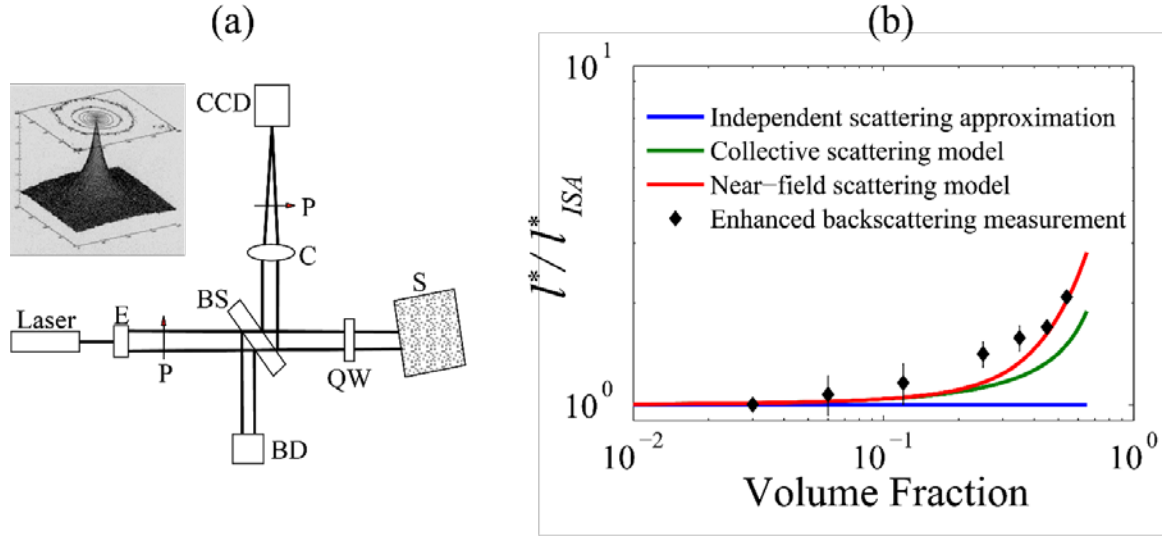 (a)
CCD
P
C
S
BS
Laser
E
P
QW
BD
(b)
10^1
Independent scattering approximation
Collective scattering model
Near-field scattering model
Enhanced backscattering measurement
l^*/ l^*_ISA
10^0
10^-2
10^-1
10^0
Volume Fraction